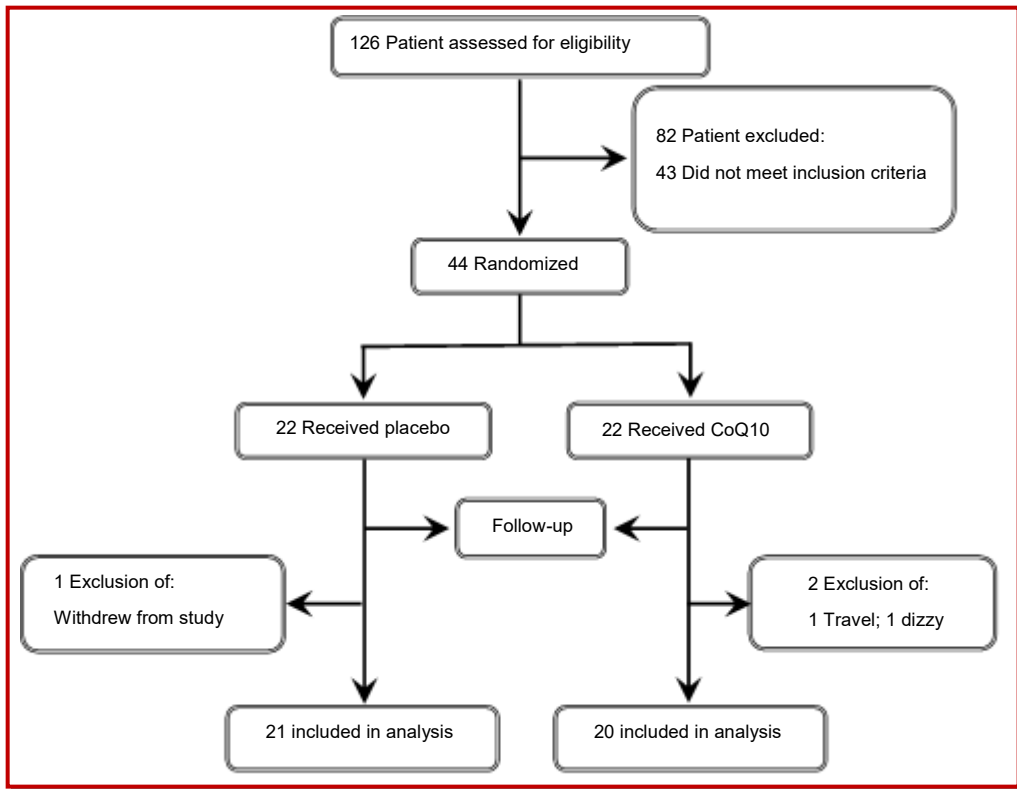 126 Patient assessed for eligibility
82 Patient excluded:
43 Did not meet inclusion criteria
44 Randomized
22 Received placebo
22 Received CoQ10
Follow-up
1 Exclusion of:
Withdrew from study
2 Exclusion of:
1 Travel; 1 dizzy
21 included in analysis
20 included in analysis